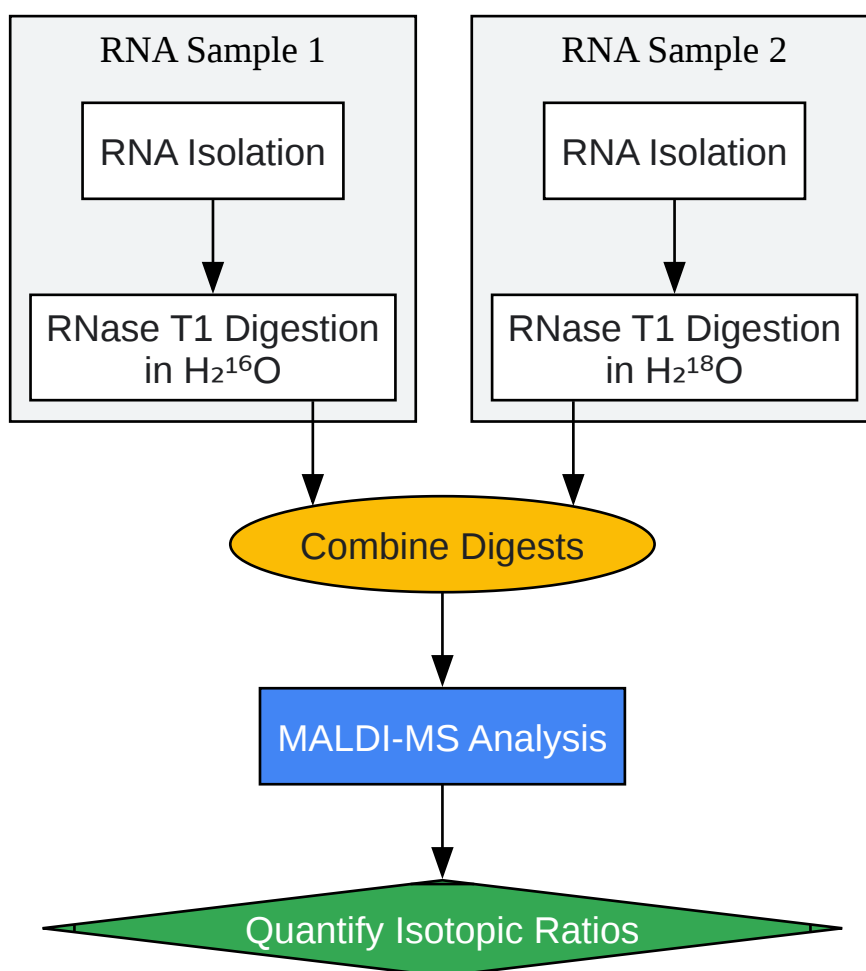 RNA Sample 1
RNA Isolation
RNase T1 Digestion
in H₂¹⁶O
RNA Sample 2
RNA Isolation
RNase T1 Digestion
in H₂¹⁸O
Combine Digests
MALDI-MS Analysis
Quantify Isotopic Ratios